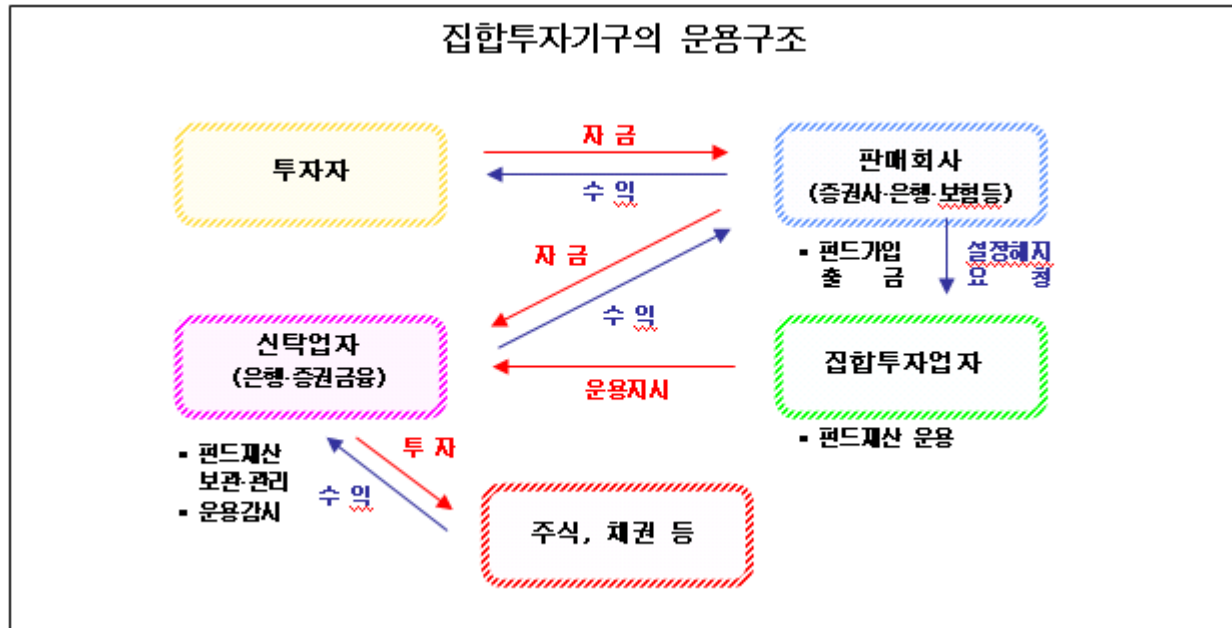 집합투자기구의 운용구조
투자자
자 금
수 익
판매회사
(증권사·은행·보험등)
자 금
수 익
▪ 펀드가입
출 금
설정해지
요 청
신탁업자
(은행·증권금융)
운용지시
집합투자업자
▪ 펀드재산 운용
▪ 펀드재산
보관·관리
▪ 운용감시
투 자
수 익
주식, 채권 등